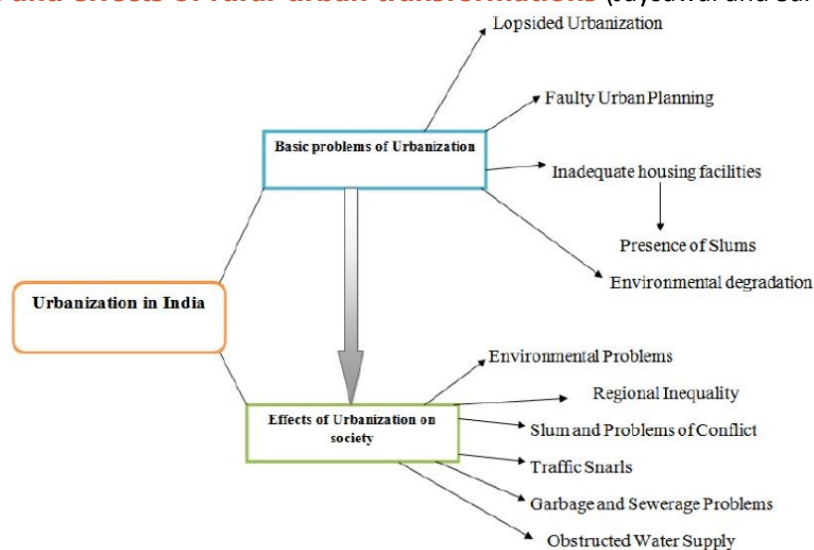 and effects of rural-urban transformations
Lopsided Urbanization
Faulty Urban Planning
Basic problems of Urbanization
Inadequate housing facilities
Presence of Slums
Environmental degradation
Urbanization in India
Environmental Problems
Regional Inequality
Effects of Urbanization on
society
Slum and Problems of Conflict
Traffic Snarls
Garbage and Sewerage Problems
Obstructed Water Supply